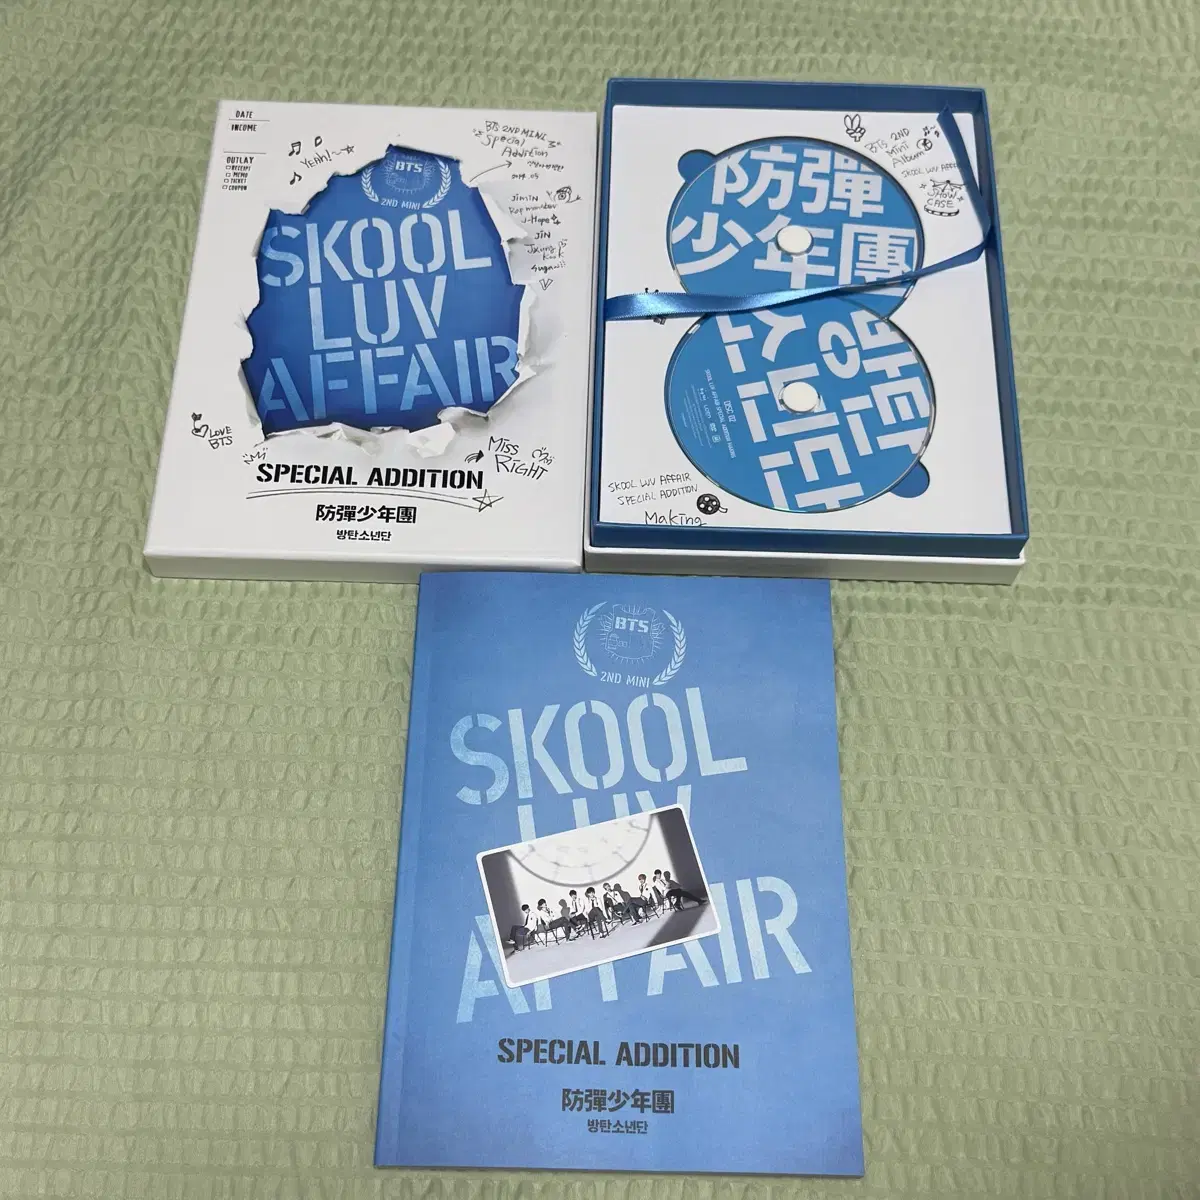 DATE
INCOME
OUTLAY
RECEIPT
MEMO
TICKET
COUPON
YEAH!~
BTS 2ND MINI
Special
Addition
JIMIN
Rap monster
J-Hope
JIN
Jung
Kook
Suga
BTS
2ND MINI
SKOOL
LUV
AFFAIR
LOVE
BTS
MISS
RIGHT
SPECIAL ADDITION
防彈少年團
방탄소년단
BTS 2ND
Mini
Album
SKOOL LUV AFFAIR
SHOW
CASE
防彈
少年團
방탄
소년단
SKOOL LUV AFFAIR
SPECIAL ADDITION
Making
BTS
2ND MINI
SKOOL
LUV
AFFAIR
SPECIAL ADDITION
防彈少年團
방탄소년단